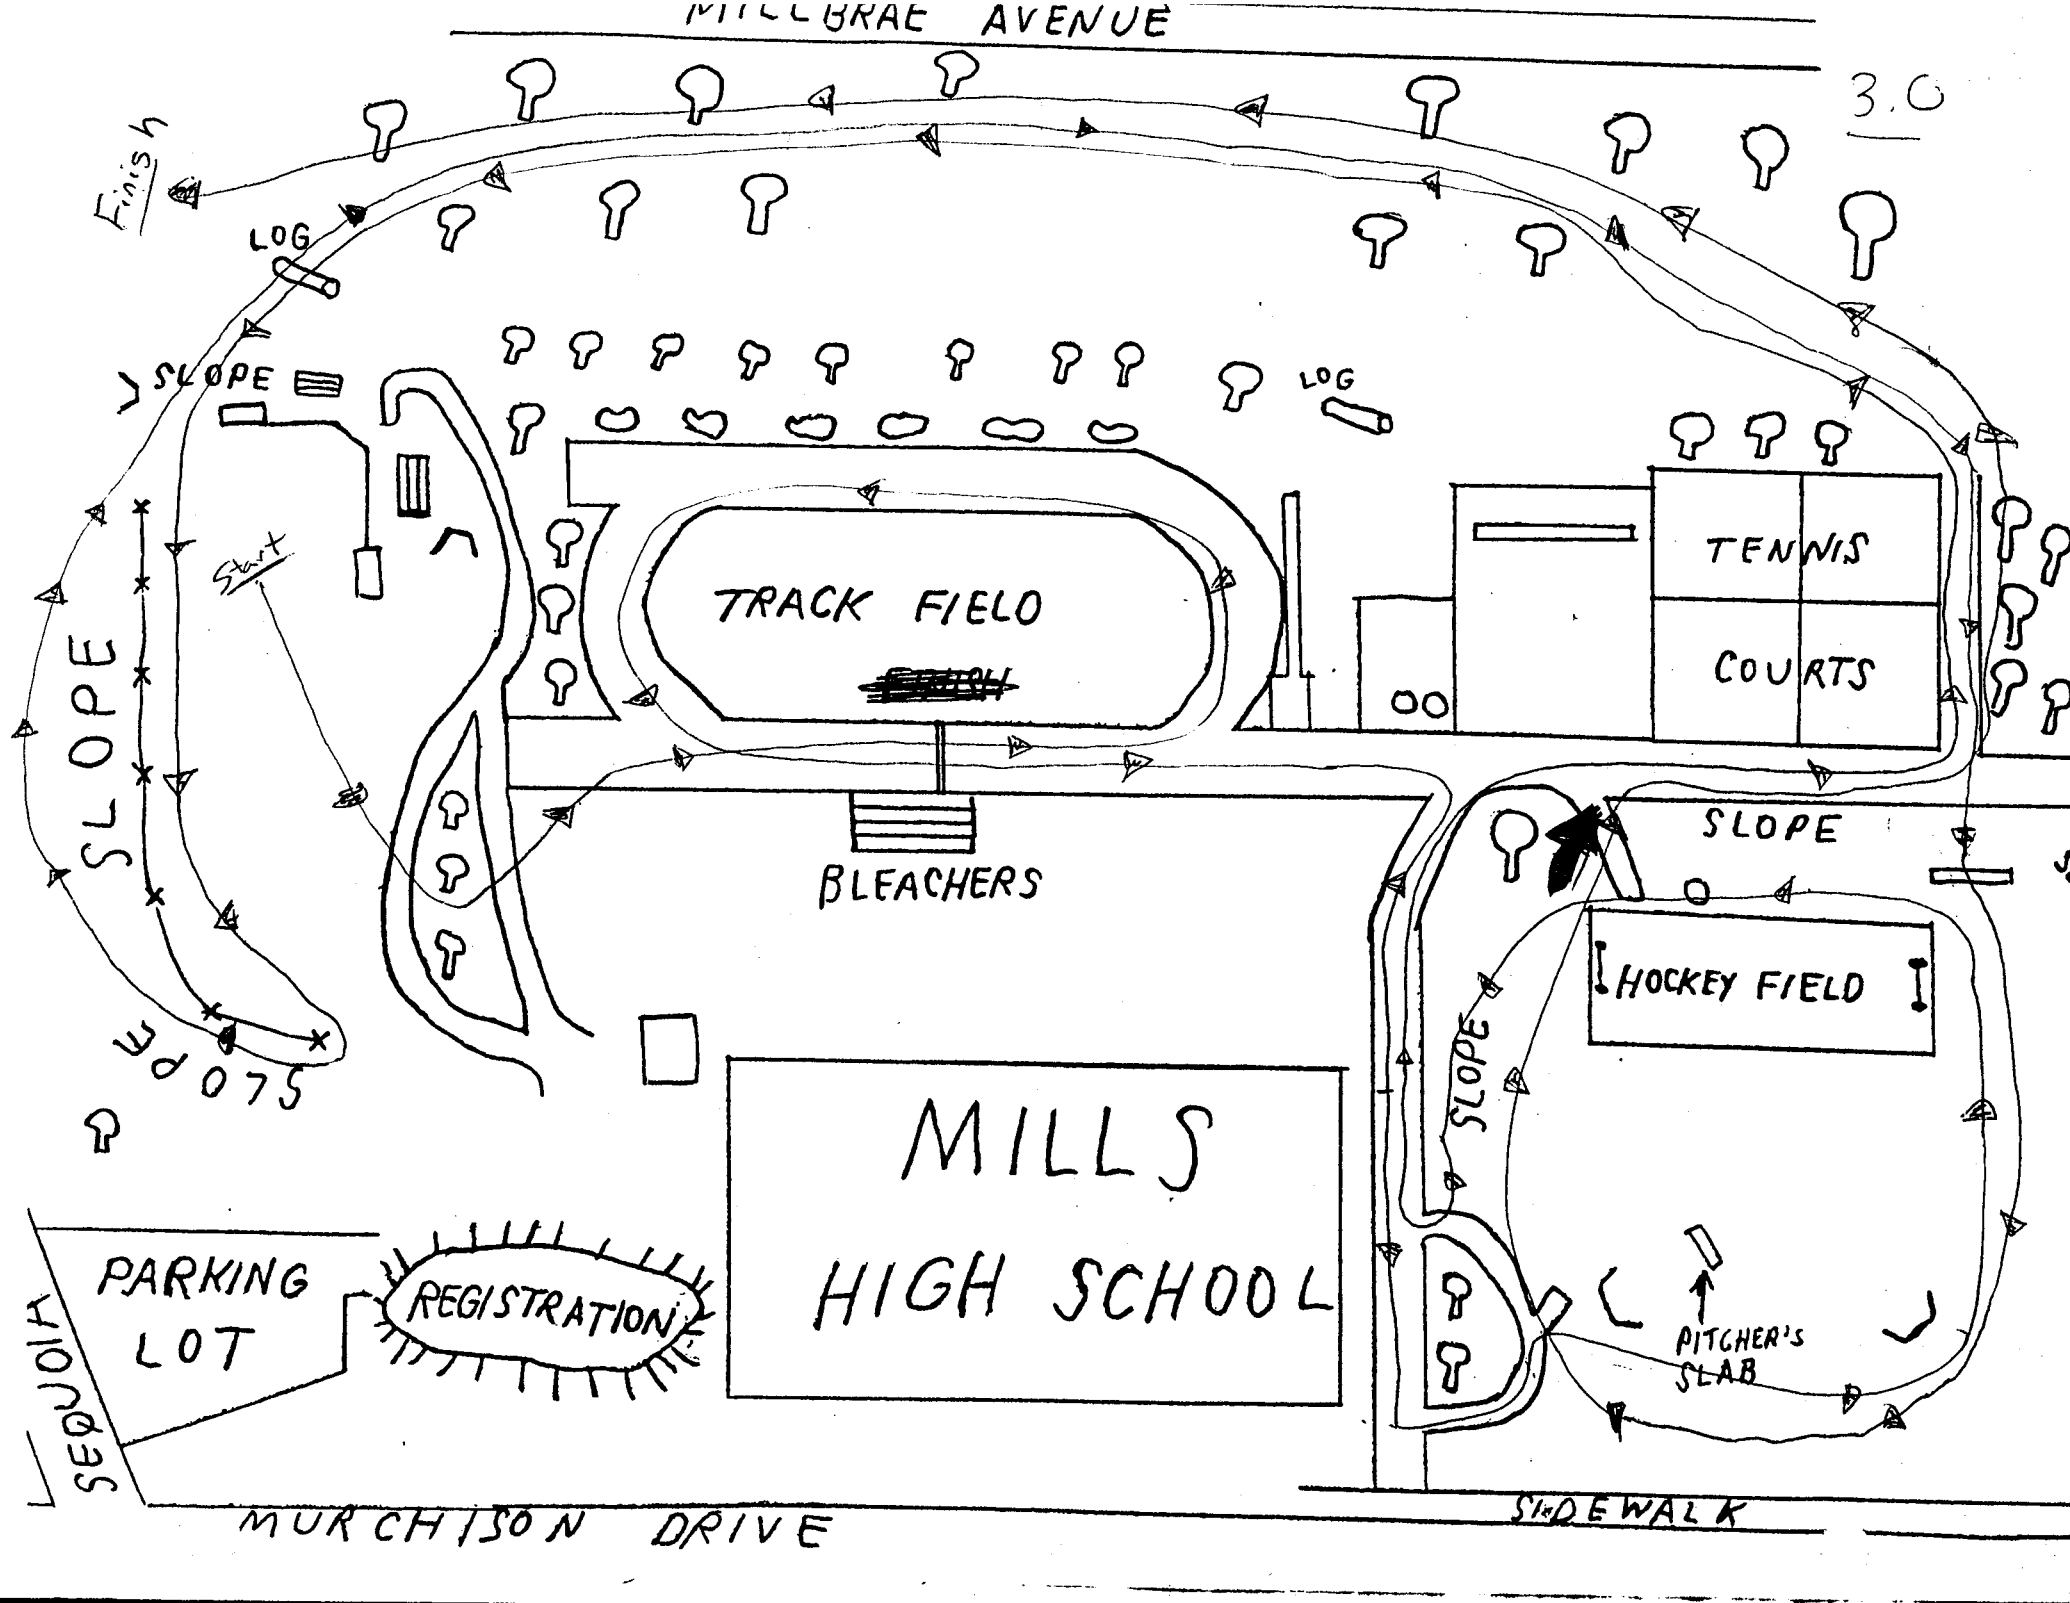 MILLBRAE AVENUE
3.0
Finish
LOG
SLOPE
LOG
Start
TRACK FIELD
TENNIS
COURTS
SLOPE
SLOPE
BLEACHERS
HOCKEY FIELD
SLOPE
SLOPE
MILLS
HIGH SCHOOL
PARKING
LOT
REGISTRATION
PITCHER'S
SLAB
SEQUOIA
MURCHISON DRIVE
SIDEWALK